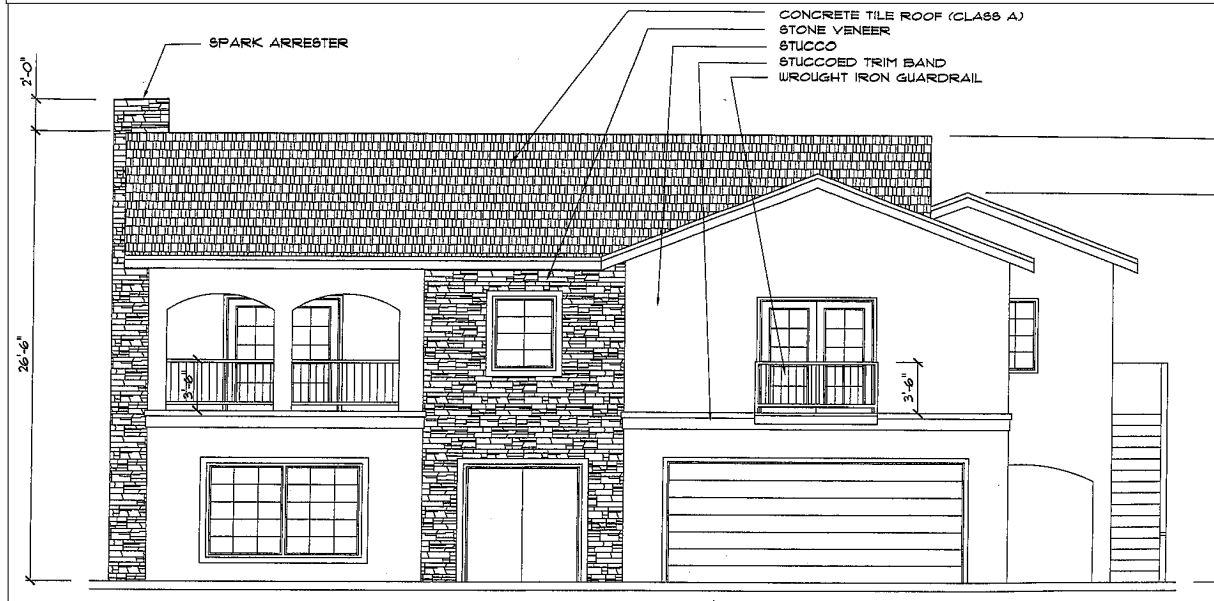 CONCRETE TILE ROOF (CLASS A)
STONE VENEER
STUCCO
STUCCOED TRIM BAND
WROUGHT IRON GUARDRAIL
SPARK ARRESTER
2'-0"
26'-6"
3'-6"
3'-6"